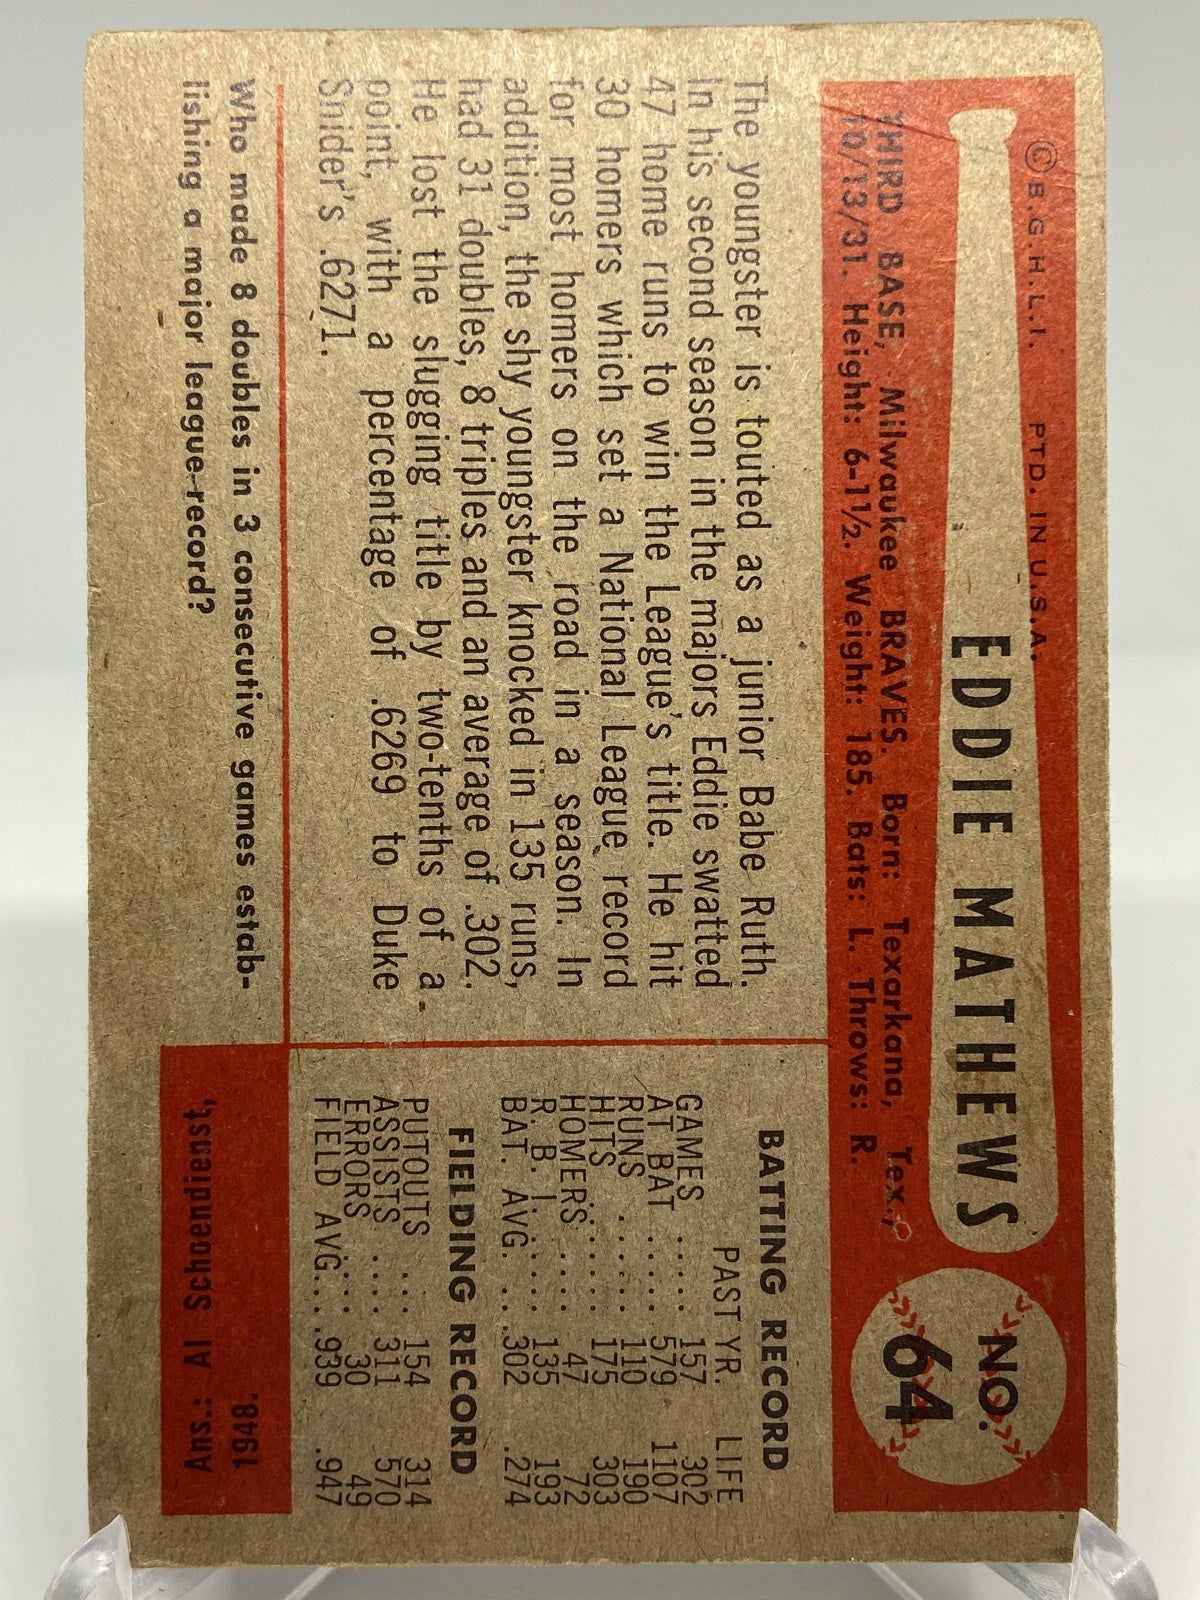 © B.G.H.L.I. PTD. IN U.S.A.
EDDIE MATHEWS
NO.
64
THIRD BASE, Milwaukee BRAVES. Born: Texarkana, Tex.,
10/13/31. Height: 6-11½. Weight: 185. Bats: L. Throws: R.
The youngster is touted as a junior Babe Ruth.
In his second season in the majors Eddie swatted
47 home runs to win the League's title. He hit
30 homers which set a National League record
for most homers on the road in a season. In
addition, the shy youngster knocked in 135 runs,
had 31 doubles, 8 triples and an average of .302.
He lost the slugging title by two-tenths of a
point, with a percentage of .6269 to Duke
Snider's .6271.
BATTING RECORD
PAST YR. LIFE
GAMES ..... 157 302
AT BAT ..... 579 1107
RUNS ...... 110 190
HITS ...... 175 303
HOMERS ..... 47 72
R. B. I. ..... 135 193
BAT. AVG. .. .302 .274
FIELDING RECORD
PUTOUTS ... 154 314
ASSISTS .... 311 570
ERRORS .... 30 49
FIELD AVG... .939 .947
Who made 8 doubles in 3 consecutive games estab-
lishing a major league record?
Ans.: Al Schoendienst,
1948.